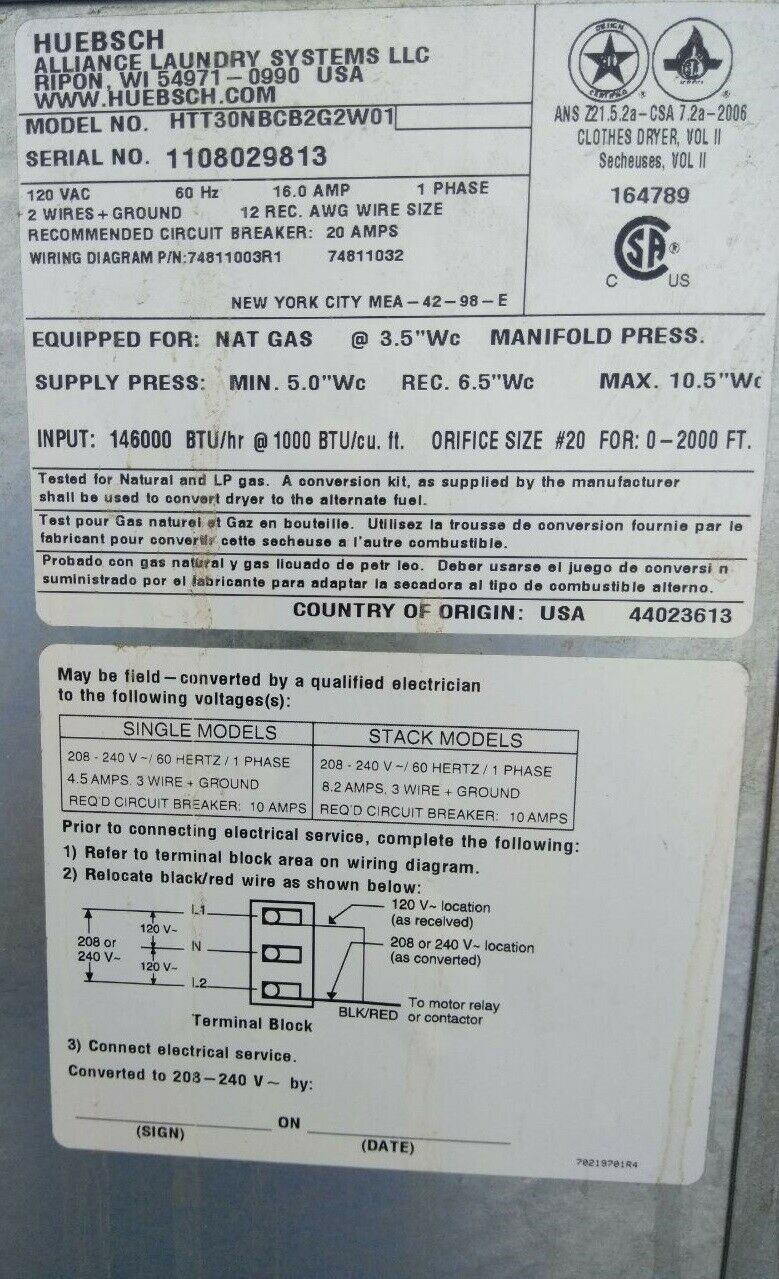 HUEBSCH
ALLIANCE LAUNDRY SYSTEMS LLC
RIPON, WI 54971-0990 USA
WWW.HUEBSCH.COM
MODEL NO. HTT30NBCB2G2W01
SERIAL NO. 1108029813
DESIGN
CERTIFIED
ANS Z21.5.2a-CSA 7.2a-2006
CLOTHES DRYER, VOL II
Secheuses, VOL II
164789
CSA ®
C US
120 VAC 60 Hz 16.0 AMP 1 PHASE
2 WIRES + GROUND 12 REC. AWG WIRE SIZE
RECOMMENDED CIRCUIT BREAKER: 20 AMPS
WIRING DIAGRAM P/N:74811003R1 74811032
NEW YORK CITY MEA-42-98-E
EQUIPPED FOR: NAT GAS @ 3.5"Wc MANIFOLD PRESS.
SUPPLY PRESS: MIN. 5.0"Wc REC. 6.5"Wc MAX. 10.5"Wc
INPUT: 146000 BTU/hr @ 1000 BTU/cu. ft. ORIFICE SIZE #20 FOR: 0-2000 FT.
Tested for Natural and LP gas. A conversion kit, as supplied by the manufacturer
shall be used to convert dryer to the alternate fuel.
Test pour Gas naturel et Gaz en bouteille. Utilisez la trousse de conversion fournie par le
fabricant pour convertir cette secheuse a l'autre combustible.
Probado con gas natural y gas licuado de petr leo. Deber usarse el juego de conversi n
suministrado por el fabricante para adaptar la secadora al tipo de combustible alterno.
COUNTRY OF ORIGIN: USA 44023613
May be field-converted by a qualified electrician
to the following voltages(s):
SINGLE MODELS STACK MODELS
208 - 240 V ~/ 60 HERTZ / 1 PHASE 208 - 240 V ~/ 60 HERTZ / 1 PHASE
4.5 AMPS, 3 WIRE + GROUND 8.2 AMPS, 3 WIRE + GROUND
REQ'D CIRCUIT BREAKER: 10 AMPS REQ'D CIRCUIT BREAKER: 10 AMPS
Prior to connecting electrical service, complete the following:
1) Refer to terminal block area on wiring diagram.
2) Relocate black/red wire as shown below:
L1
120 V~
N
208 or
240 V~
120 V~
L2
120 V~ location
(as received)
208 or 240 V~ location
(as converted)
BLK/RED
To motor relay
or contactor
Terminal Block
3) Connect electrical service.
Converted to 208-240 V ~ by:
ON
(SIGN) (DATE)
70219701R4